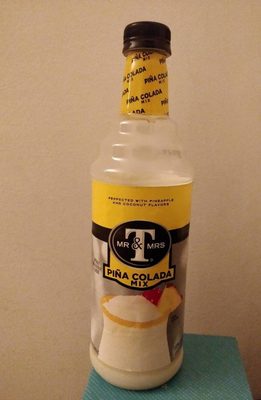 PIÑA COLADA
MIX
PERFECTED WITH PINEAPPLE
AND COCONUT FLAVORS
MR & MRS
T
PIÑA COLADA
MIX